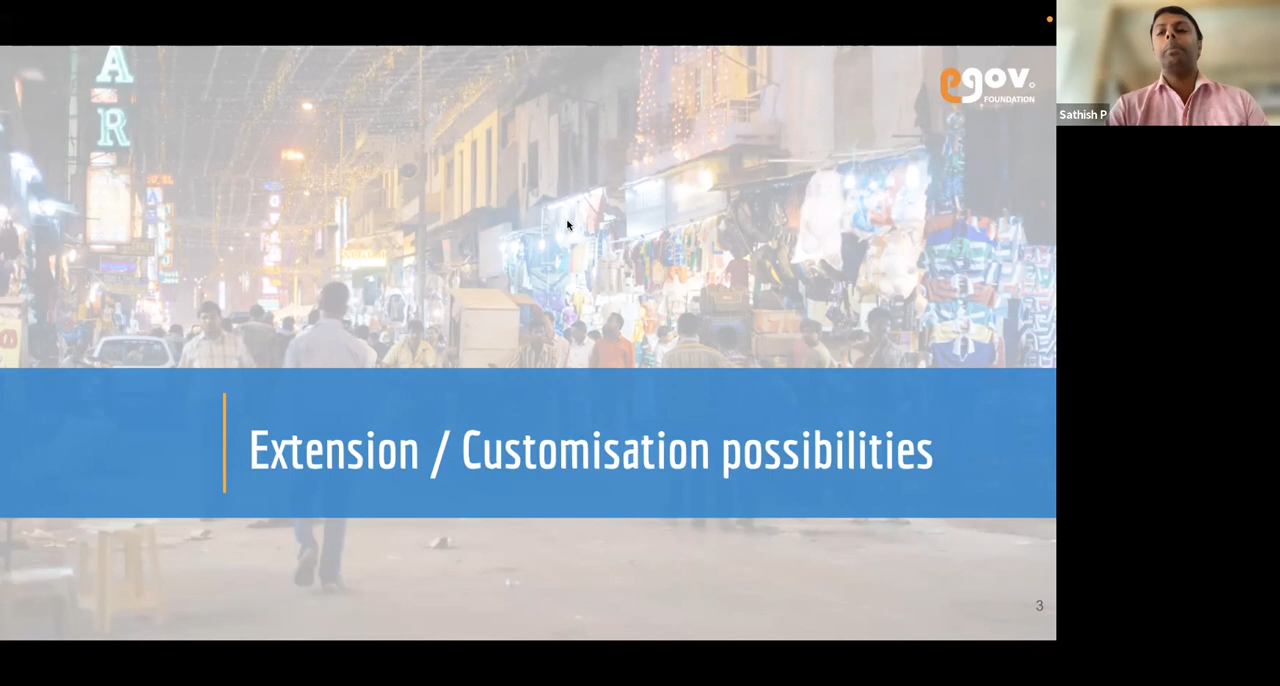 A
R
egov.
FOUNDATION
Sathish P
Extension / Customisation possibilities
3